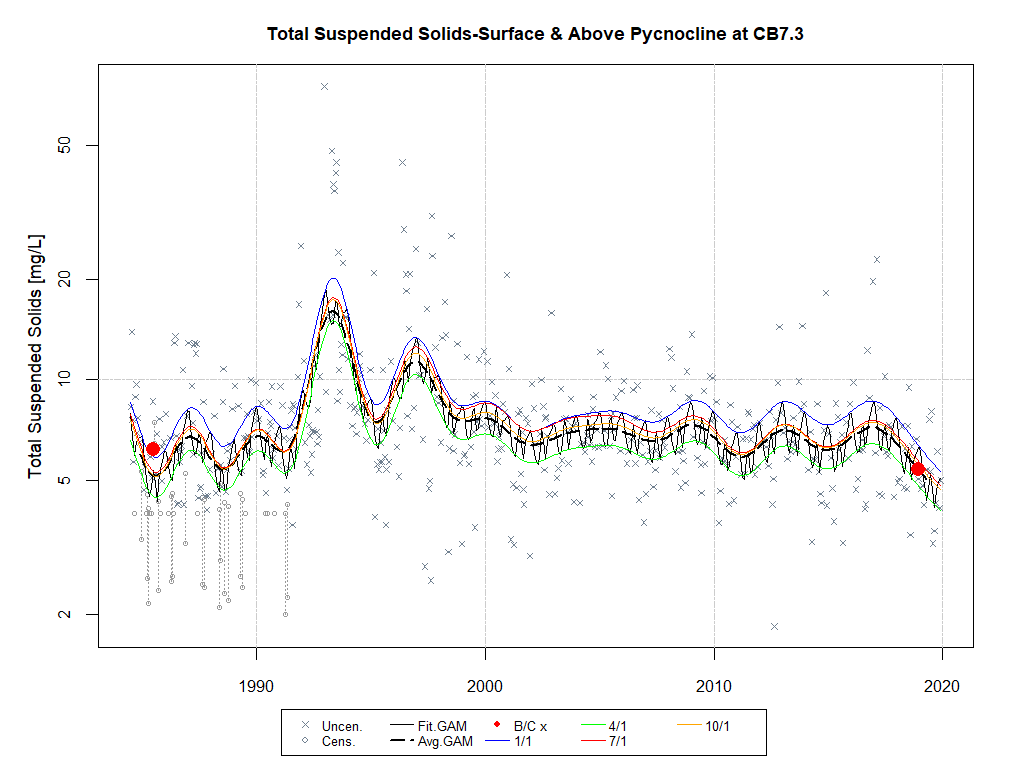 Total Suspended Solids-Surface & Above Pycnocline at CB7.3
Total Suspended Solids [mg/L]
50
20
10
5
2
1990 2000 2010 2020
Uncen. Fit.GAM B/C x 4/1 10/1
Cens. Avg.GAM 1/1 7/1